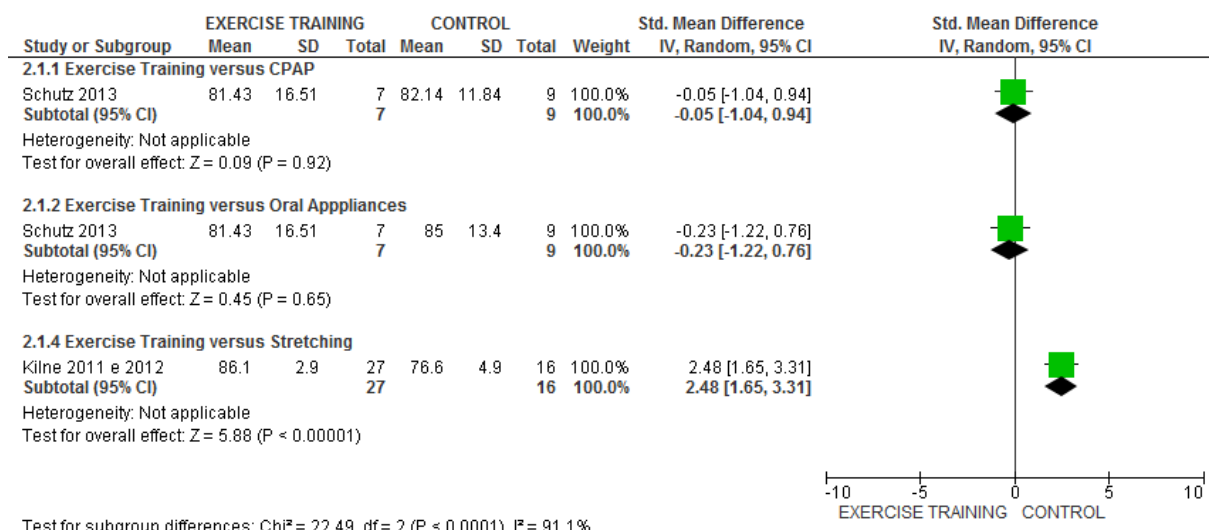 EXERCISE TRAINING CONTROL Std. Mean Difference Std. Mean Difference
Study or Subgroup Mean SD Total Mean SD Total Weight IV, Random, 95% CI IV, Random, 95% CI
2.1.1 Exercise Training versus CPAP
Schutz 2013 81.43 16.51 7 82.14 11.84 9 100.0% -0.05 [-1.04, 0.94]
Subtotal (95% CI) 7 9 100.0% -0.05 [-1.04, 0.94]
Heterogeneity: Not applicable
Test for overall effect: Z = 0.09 (P = 0.92)
2.1.2 Exercise Training versus Oral Apppliances
Schutz 2013 81.43 16.51 7 85 13.4 9 100.0% -0.23 [-1.22, 0.76]
Subtotal (95% CI) 7 9 100.0% -0.23 [-1.22, 0.76]
Heterogeneity: Not applicable
Test for overall effect: Z = 0.45 (P = 0.65)
2.1.4 Exercise Training versus Stretching
Kilne 2011 e 2012 86.1 2.9 27 76.6 4.9 16 100.0% 2.48 [1.65, 3.31]
Subtotal (95% CI) 27 16 100.0% 2.48 [1.65, 3.31]
Heterogeneity: Not applicable
Test for overall effect: Z = 5.88 (P < 0.00001)
-10 -5 0 5 10
EXERCISE TRAINING CONTROL
Test for subgroup differences: Chi² = 22.49, df = 2 (P < 0.0001), I² = 91.1%